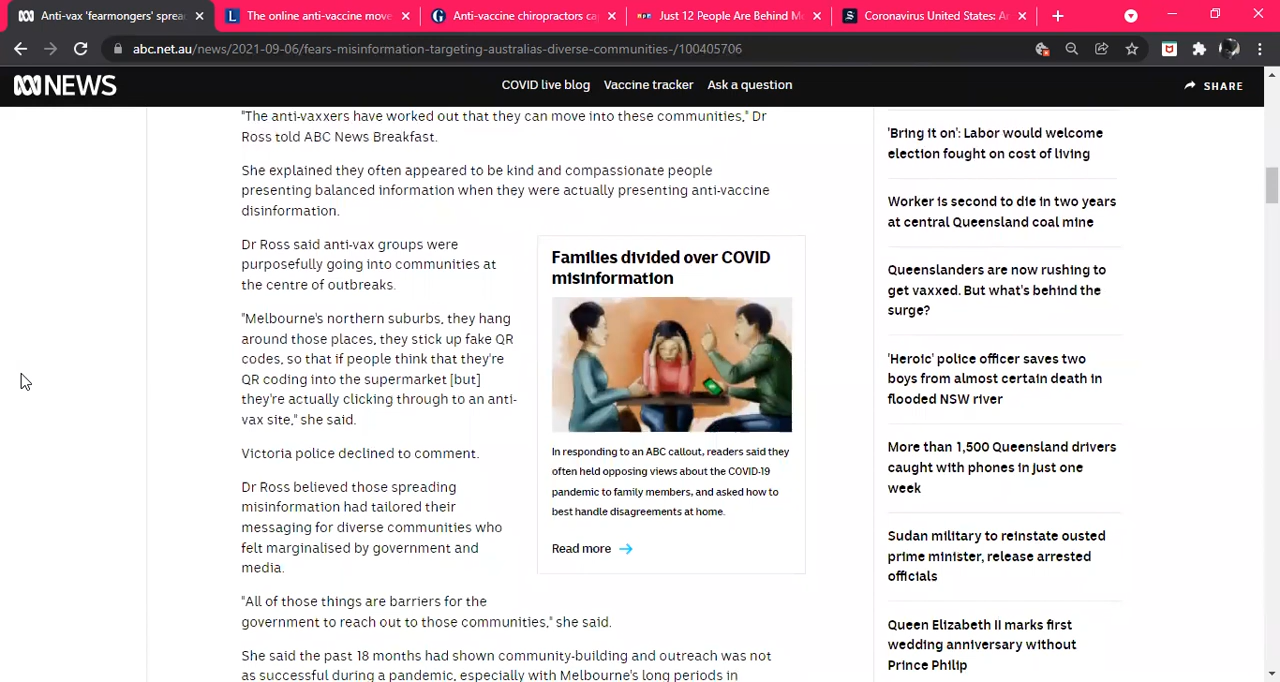 Anti-vax 'fearmongers' sprea
The online anti-vaccine move
Anti-vaccine chiropractors ca
Just 12 People Are Behind M
Coronavirus United States: A
abc.net.au/news/2021-09-06/fears-misinformation-targeting-australias-diverse-communities-/100405706
NEWS
COVID live blog Vaccine tracker Ask a question
SHARE
"The anti-vaxxers have worked out that they can move into these communities," Dr
Ross told ABC News Breakfast.
She explained they often appeared to be kind and compassionate people
presenting balanced information when they were actually presenting anti-vaccine
disinformation.
Dr Ross said anti-vax groups were
purposefully going into communities at
the centre of outbreaks.
"Melbourne's northern suburbs, they hang
around those places, they stick up fake QR
codes, so that if people think that they're
QR coding into the supermarket [but]
they're actually clicking through to an anti-
vax site," she said.
Victoria police declined to comment.
Dr Ross believed those spreading
misinformation had tailored their
messaging for diverse communities who
felt marginalised by government and
media.
"All of those things are barriers for the
government to reach out to those communities," she said.
She said the past 18 months had shown community-building and outreach was not
as successful during a pandemic, especially with Melbourne's long periods in
Families divided over COVID
misinformation
In responding to an ABC callout, readers said they
often held opposing views about the COVID-19
pandemic to family members, and asked how to
best handle disagreements at home.
Read more
'Bring it on': Labor would welcome
election fought on cost of living
Worker is second to die in two years
at central Queensland coal mine
Queenslanders are now rushing to
get vaxxed. But what's behind the
surge?
'Heroic' police officer saves two
boys from almost certain death in
flooded NSW river
More than 1,500 Queensland drivers
caught with phones in just one
week
Sudan military to reinstate ousted
prime minister, release arrested
officials
Queen Elizabeth II marks first
wedding anniversary without
Prince Philip